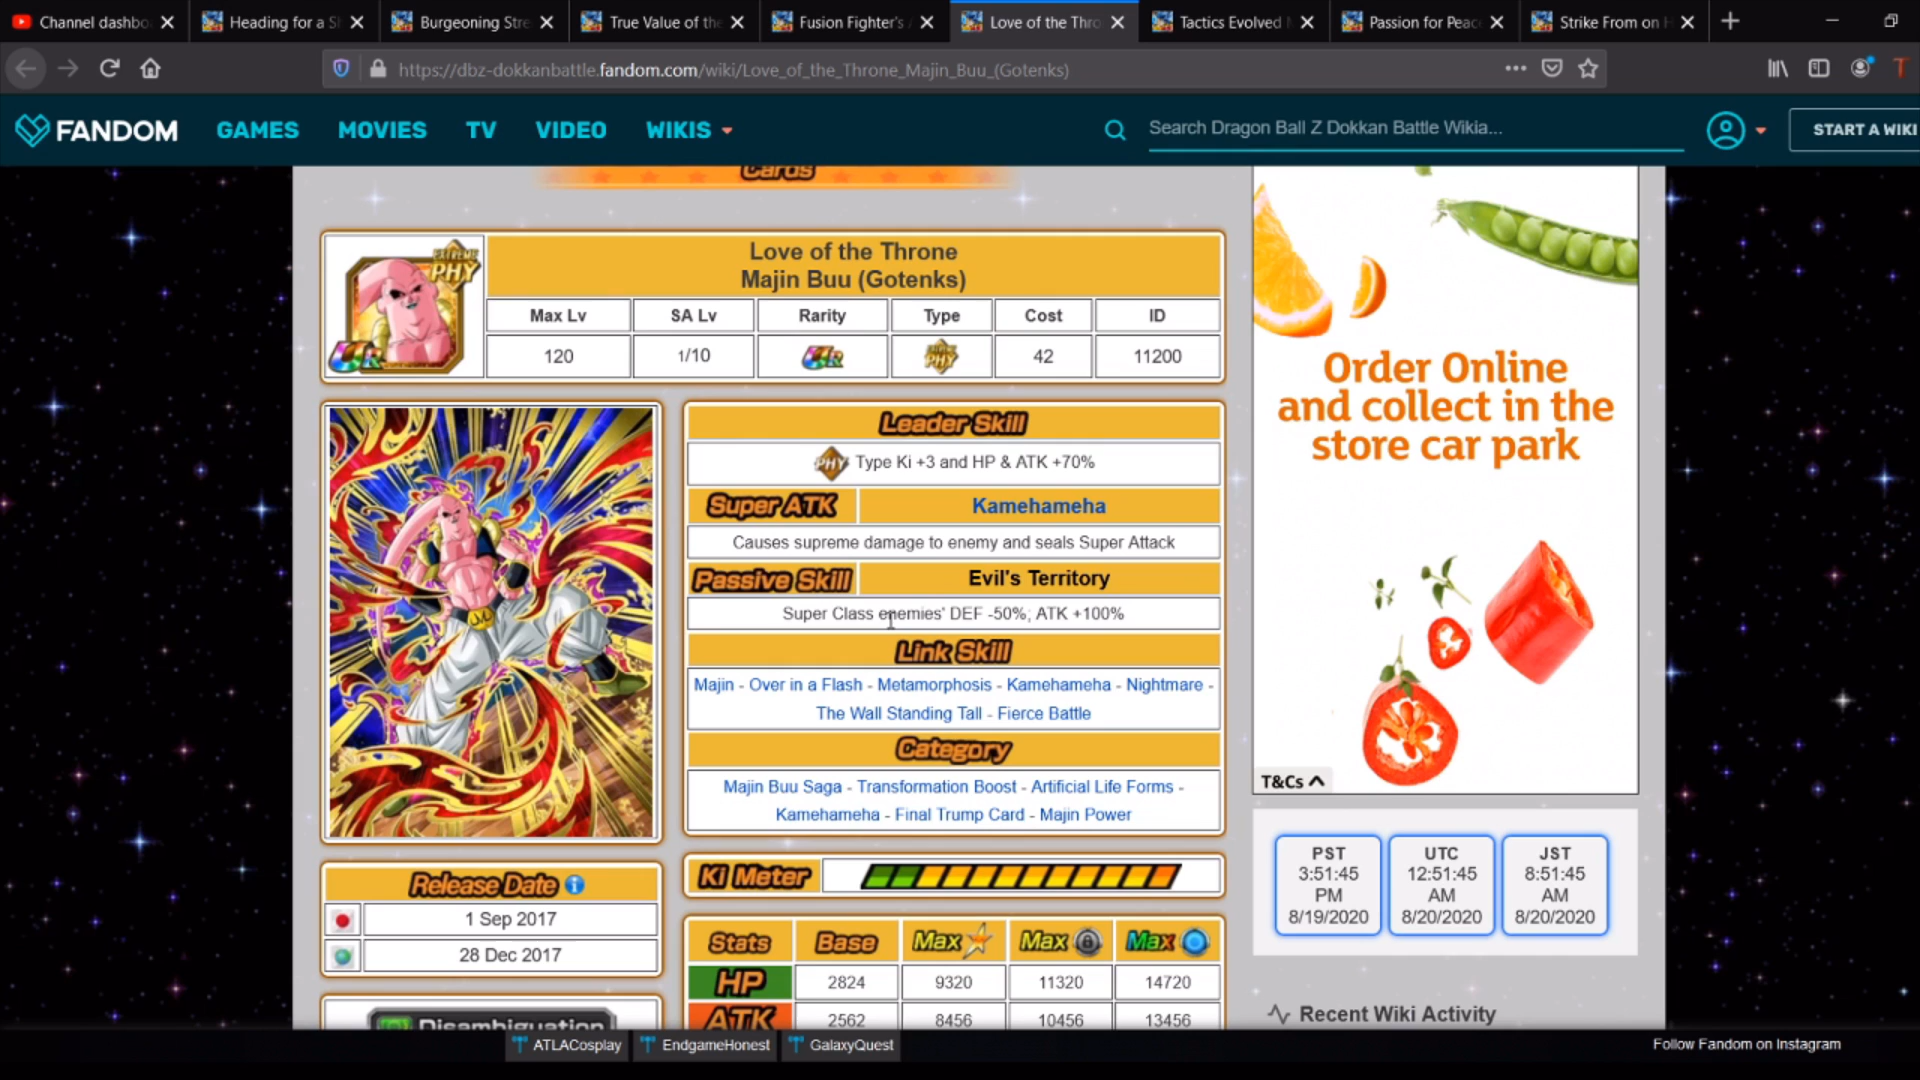 Channel dashbo
Heading for a S
Burgeoning Stre
True Value of the
Fusion Fighter's
Love of the Thro
Tactics Evolved
Passion for Peac
Strike From on H
https://dbz-dokkanbattle.fandom.com/wiki/Love_of_the_Throne_Majin_Buu_(Gotenks)
FANDOM
GAMES
MOVIES
TV
VIDEO
WIKIS
Search Dragon Ball Z Dokkan Battle Wikia...
START A WIKI
Cards
EXTREME
PHY
UR
Love of the Throne
Majin Buu (Gotenks)
Max Lv
SA Lv
Rarity
Type
Cost
ID
120
1/10
UR
EXTREME
PHY
42
11200
Leader Skill
PHY Type Ki +3 and HP & ATK +70%
Super ATK
Kamehameha
Causes supreme damage to enemy and seals Super Attack
Passive Skill
Evil's Territory
Super Class enemies' DEF -50%; ATK +100%
Link Skill
Majin - Over in a Flash - Metamorphosis - Kamehameha - Nightmare -
The Wall Standing Tall - Fierce Battle
Category
Majin Buu Saga - Transformation Boost - Artificial Life Forms -
Kamehameha - Final Trump Card - Majin Power
Release Date
1 Sep 2017
28 Dec 2017
Disambiguation
Ki Meter
Stats
Base
Max
Max
Max
HP
2824
9320
11320
14720
ATK
2562
8456
10456
13456
Order Online
and collect in the
store car park
T&Cs
PST
3:51:45
PM
8/19/2020
UTC
12:51:45
AM
8/20/2020
JST
8:51:45
AM
8/20/2020
Recent Wiki Activity
ATLACosplay
EndgameHonest
GalaxyQuest
Follow Fandom on Instagram